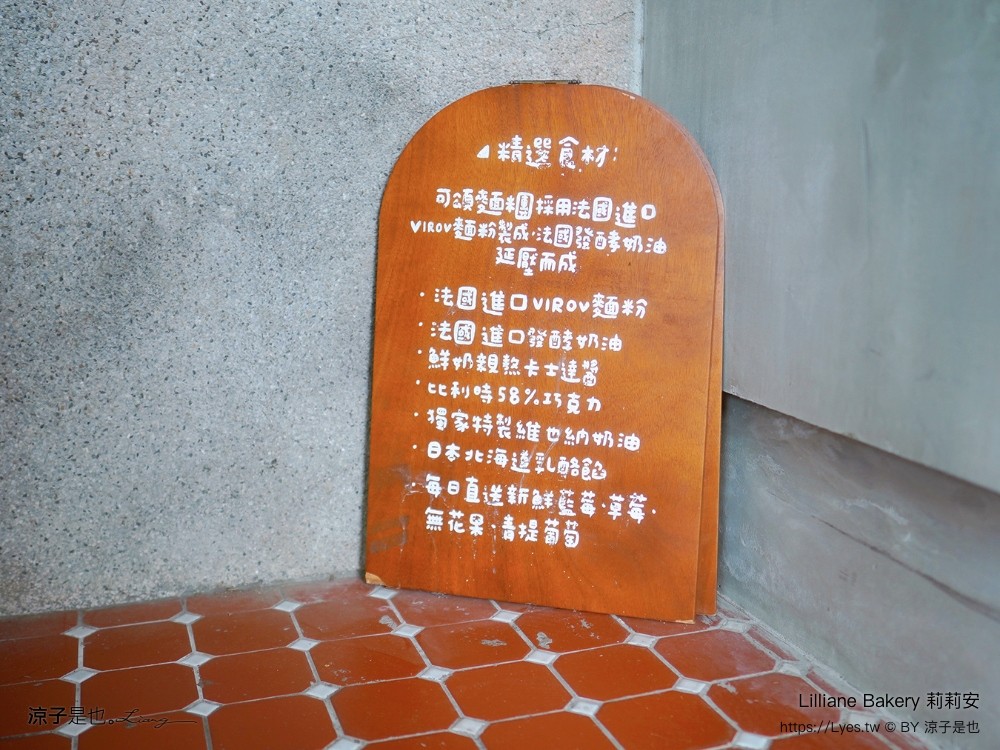 精選食材:
可頌麵糰採用法國進口
VIROV麵粉製成,法國發酵奶油
延壓而成
·法國進口VIROV麵粉
·法國進口發酵奶油
·鮮奶親熬卡士達醬
·比利時58%巧克力
·獨家特製維也納奶油
·日本北海道乳酪餡
·每日直送新鮮藍莓·草莓·
無花果·青提葡萄
Lilliane Bakery 莉莉安
https://Lyes.tw © BY 涼子是也
涼子是也 Liang